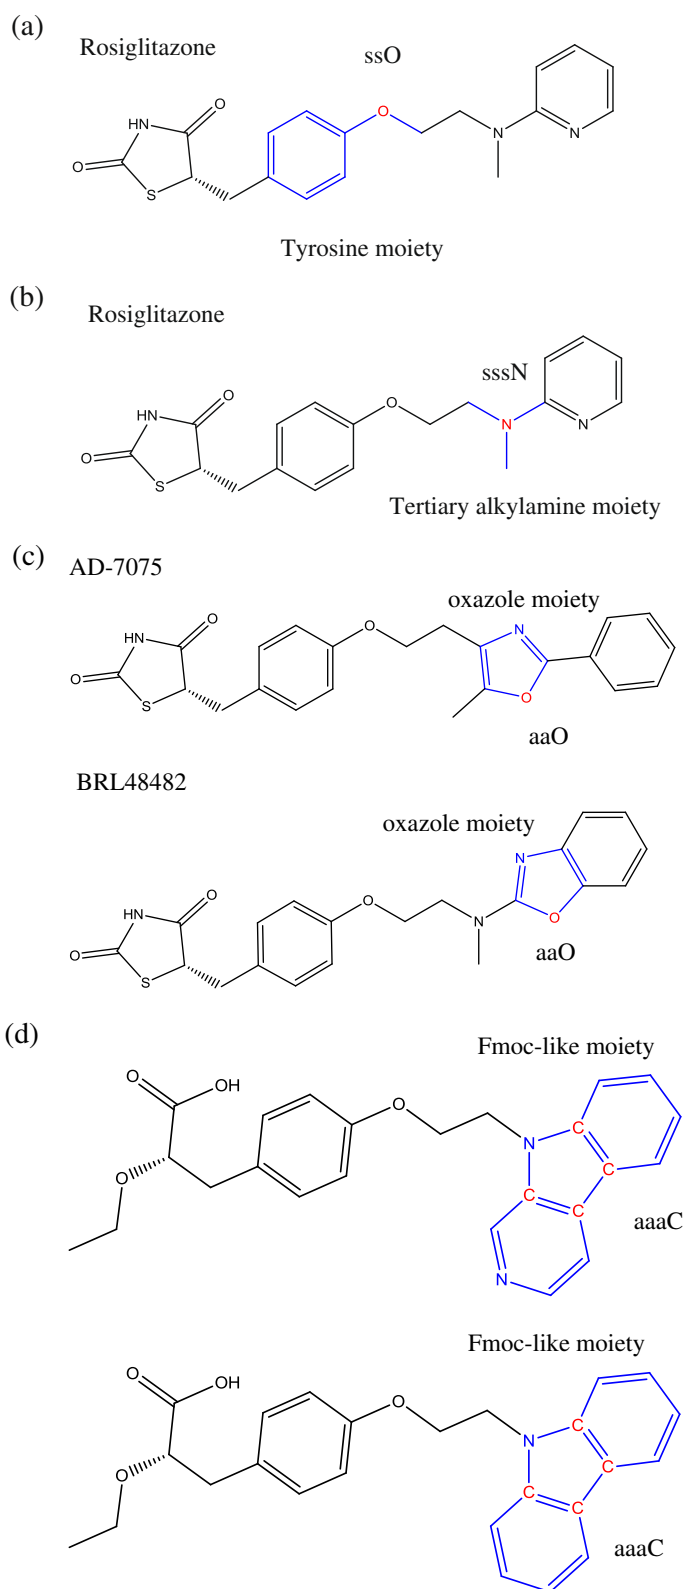 (a)
Rosiglitazone
ssO
O
HN
O
N
N
O
S
Tyrosine moiety
(b)
Rosiglitazone
sssN
O
HN
O
N
N
O
S
Tertiary alkylamine moiety
(c)
AD-7075
oxazole moiety
O
HN
O
N
O
S
O
aaO
BRL48482
oxazole moiety
N
O
HN
O
N
O
O
S
aaO
(d)
Fmoc-like moiety
O
OH
O
C
N
C
O
C
C
aaaC
N
Fmoc-like moiety
O
OH
O
C
N
C
O
C
C
aaaC